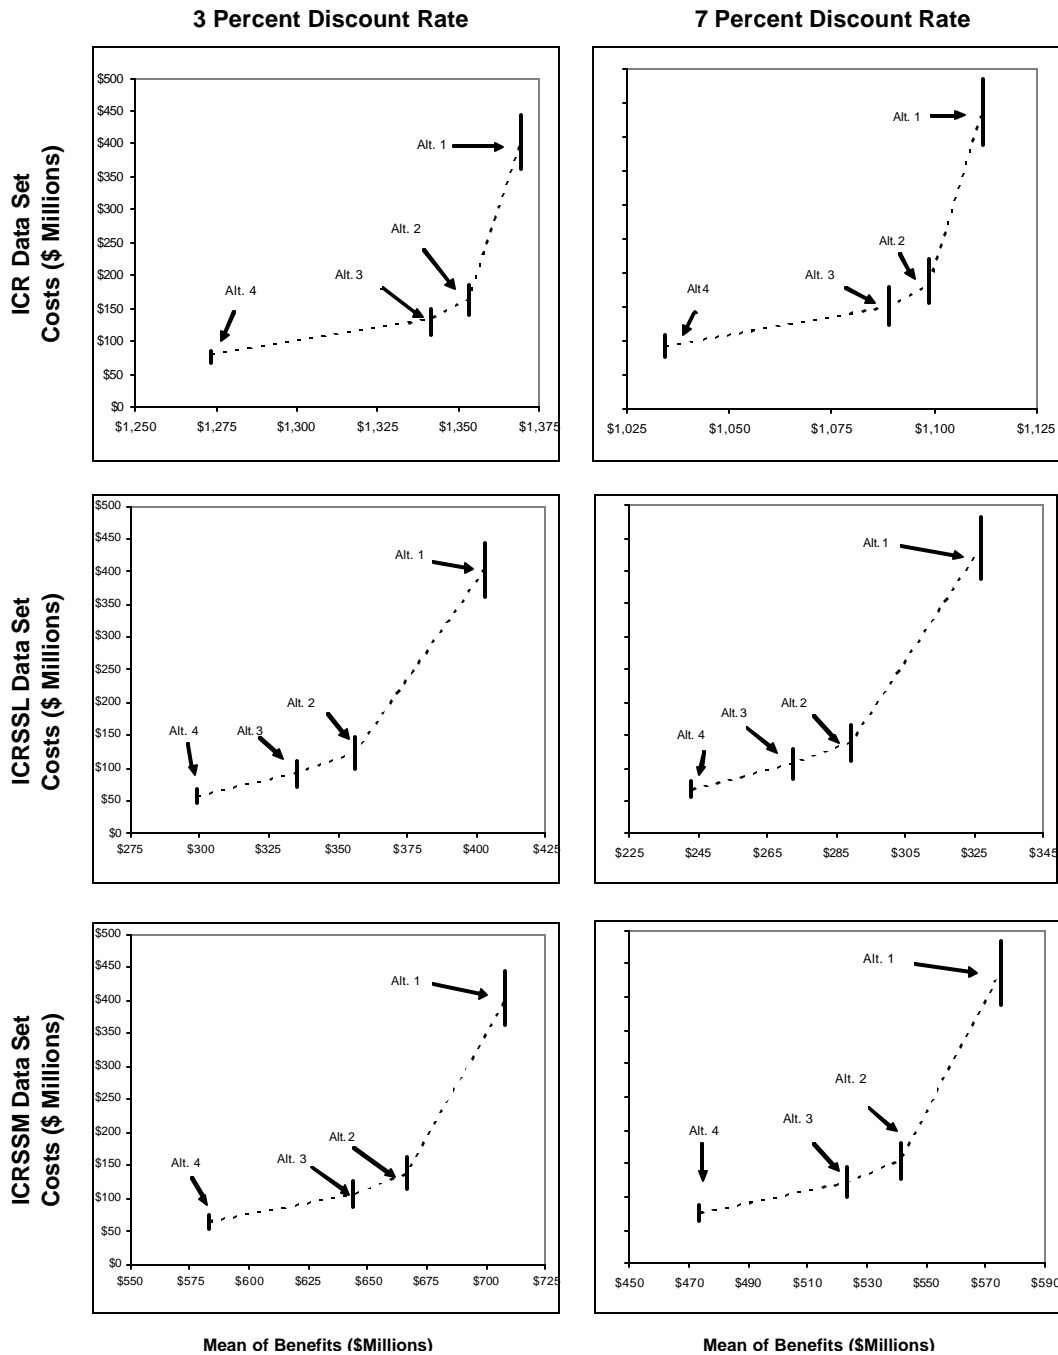 3 Percent Discount Rate
7 Percent Discount Rate
ICR Data Set
Costs ($ Millions)
$500
$450
$400
$350
$300
$250
$200
$150
$100
$50
$0
Alt. 1
Alt. 2
Alt. 3
Alt. 4
$1,250
$1,275
$1,300
$1,325
$1,350
$1,375
Alt. 1
Alt. 2
Alt. 3
Alt 4
$1,025
$1,050
$1,075
$1,100
$1,125
ICRSSL Data Set
Costs ($ Millions)
$500
$450
$400
$350
$300
$250
$200
$150
$100
$50
$0
Alt. 1
Alt. 2
Alt. 3
Alt. 4
$275
$300
$325
$350
$375
$400
$425
Alt. 1
Alt. 2
Alt. 3
Alt. 4
$225
$245
$265
$285
$305
$325
$345
ICRSSM Data Set
Costs ($ Millions)
$500
$450
$400
$350
$300
$250
$200
$150
$100
$50
$0
Alt. 1
Alt. 2
Alt. 3
Alt. 4
$550
$575
$600
$625
$650
$675
$700
$725
Alt. 1
Alt. 2
Alt. 3
Alt. 4
$450
$470
$490
$510
$530
$550
$570
$590
Mean of Benefits ($Millions)
Mean of Benefits ($Millions)